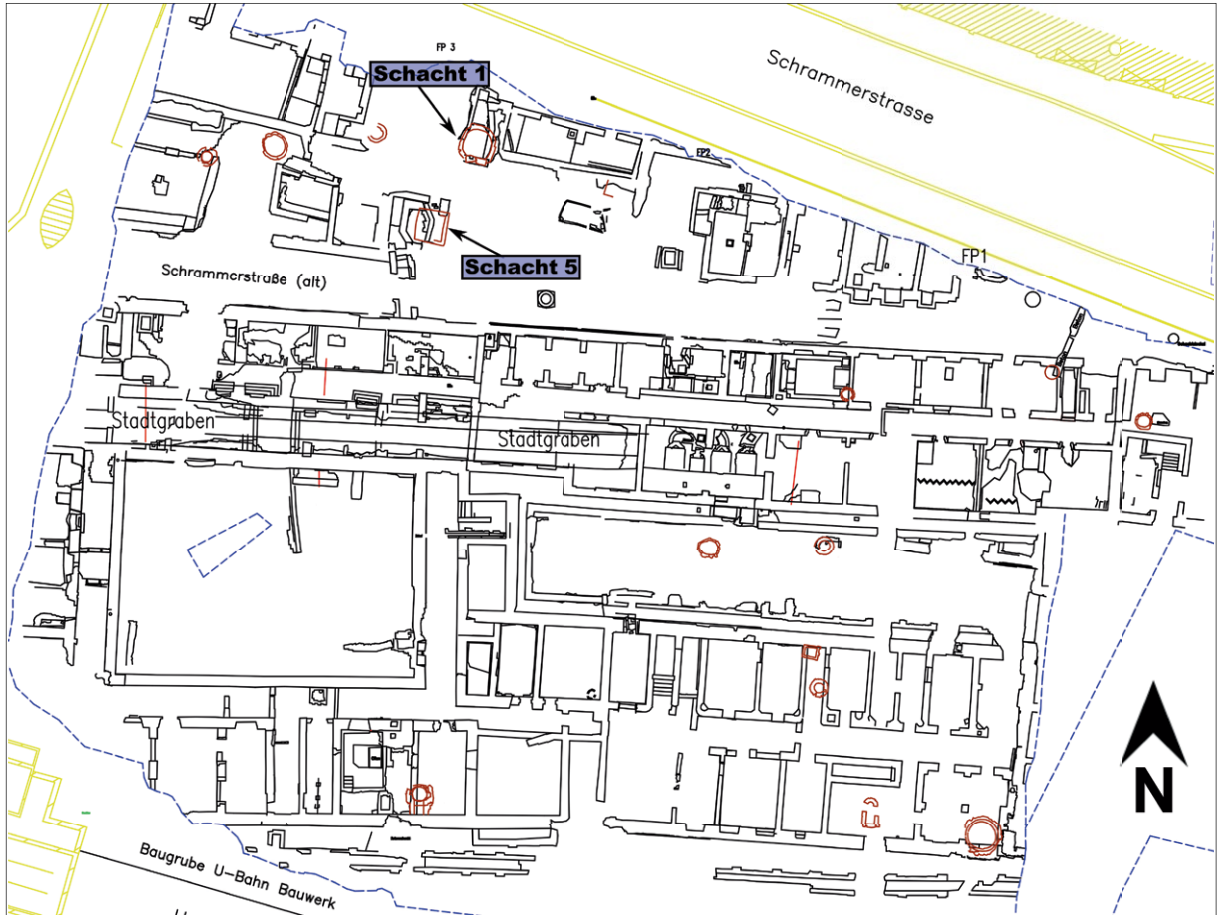 FP 3
Schacht 1
Schrammerstrasse
FP2
Schacht 5
FP1
Schrammerstraße (alt)
Stadtgraben
Stadtgraben
N
Baugrube U-Bahn Bauwerk